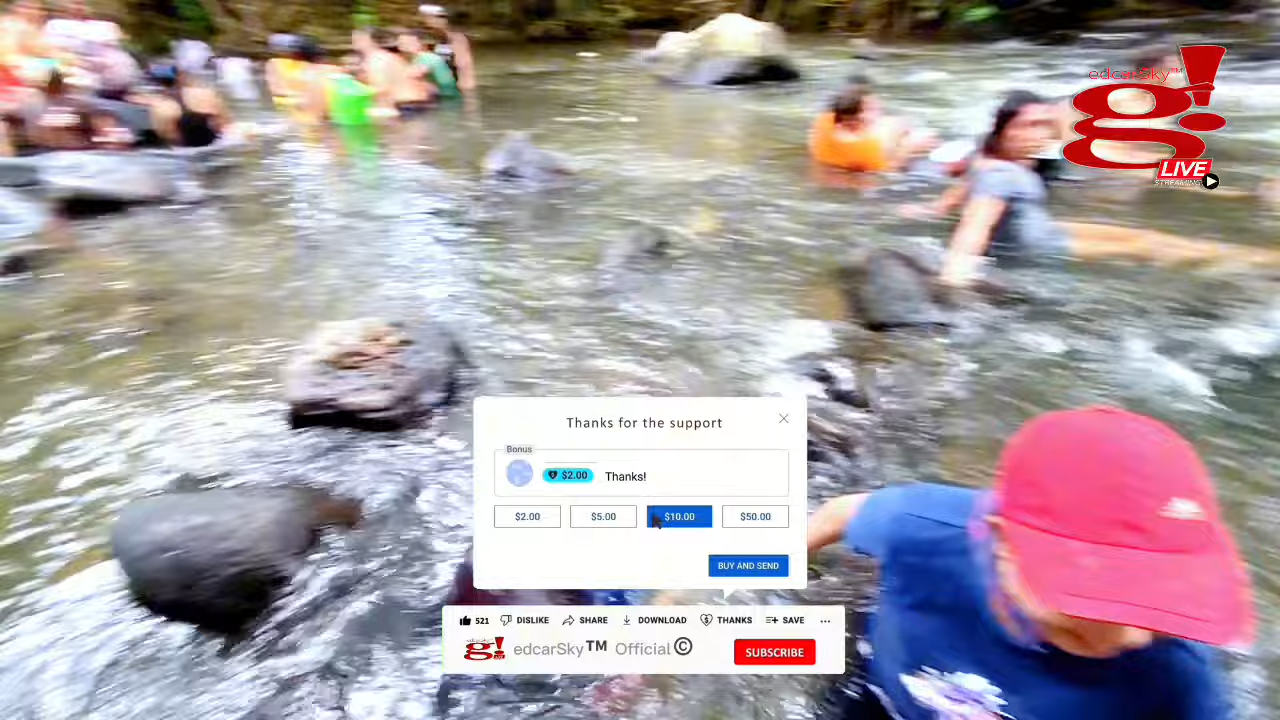 edcarSky™
g!
LIVE
STREAMING
Thanks for the support
Bonus
$2.00 Thanks!
$2.00 $5.00 $10.00 $50.00
BUY AND SEND
521 DISLIKE SHARE DOWNLOAD THANKS SAVE ...
g! LIVE edcarSky™ Official© SUBSCRIBE